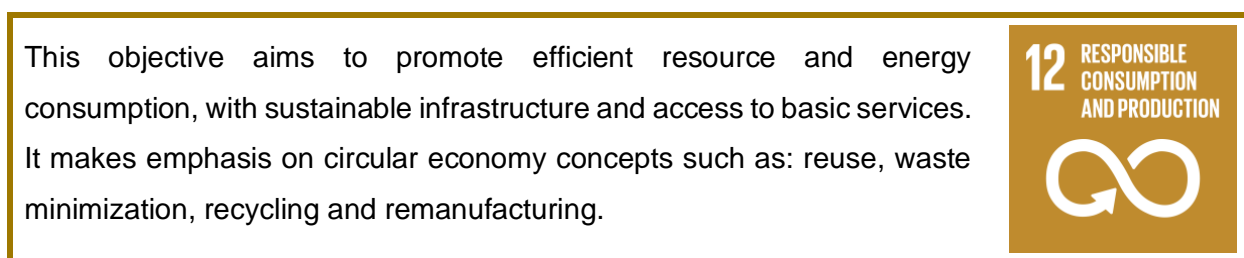 This objective aims to promote efficient resource and energy
consumption, with sustainable infrastructure and access to basic services.
It makes emphasis on circular economy concepts such as: reuse, waste
minimization, recycling and remanufacturing.
12 RESPONSIBLE
CONSUMPTION
AND PRODUCTION